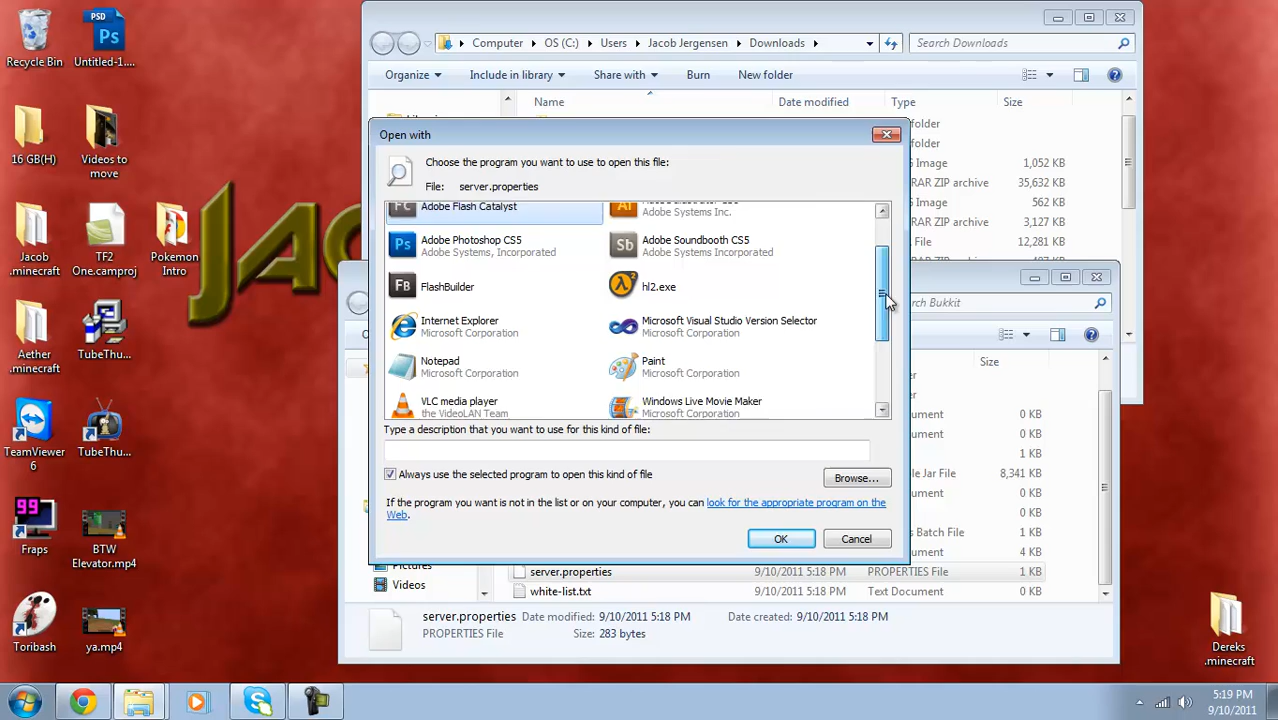 Recycle Bin
Untitled-1....
16 GB(H)
Videos to
move
Jacob
.minecraft
TF2
One.camproj
Pokemon
Intro
Aether
.minecraft
TubeThu...
TeamViewer
6
TubeThu...
Fraps
BTW
Elevator.mp4
Toribash
ya.mp4
Dereks
.minecraft
Computer
OS (C:)
Users
Jacob Jergensen
Downloads
Search Downloads
Organize
Include in library
Share with
Burn
New folder
Name
Date modified
Type
Size
folder
folder
G Image
1,052 KB
RAR ZIP archive
35,632 KB
G Image
562 KB
RAR ZIP archive
3,127 KB
File
12,281 KB
Open with
Choose the program you want to use to open this file:
File: server.properties
Adobe Flash Catalyst
Adobe Systems Inc.
Adobe Photoshop CS5
Adobe Systems, Incorporated
Adobe Soundbooth CS5
Adobe Systems Incorporated
FlashBuilder
hl2.exe
Internet Explorer
Microsoft Corporation
Microsoft Visual Studio Version Selector
Microsoft Corporation
Notepad
Microsoft Corporation
Paint
Microsoft Corporation
VLC media player
the VideoLAN Team
Windows Live Movie Maker
Microsoft Corporation
Type a description that you want to use for this kind of file:
Always use the selected program to open this kind of file
Browse...
If the program you want is not in the list or on your computer, you can look for the appropriate program on the
Web.
OK
Cancel
rch Bukkit
Size
er
ocument
0 KB
ocument
0 KB
1 KB
le Jar File
8,341 KB
ocument
0 KB
ocument
0 KB
s Batch File
1 KB
ocument
4 KB
Pictures
Videos
server.properties
9/10/2011 5:18 PM
PROPERTIES File
1 KB
white-list.txt
9/10/2011 5:18 PM
Text Document
0 KB
server.properties
Date modified: 9/10/2011 5:18 PM
Date created: 9/10/2011 5:18 PM
PROPERTIES File
Size: 283 bytes
5:19 PM
9/10/2011